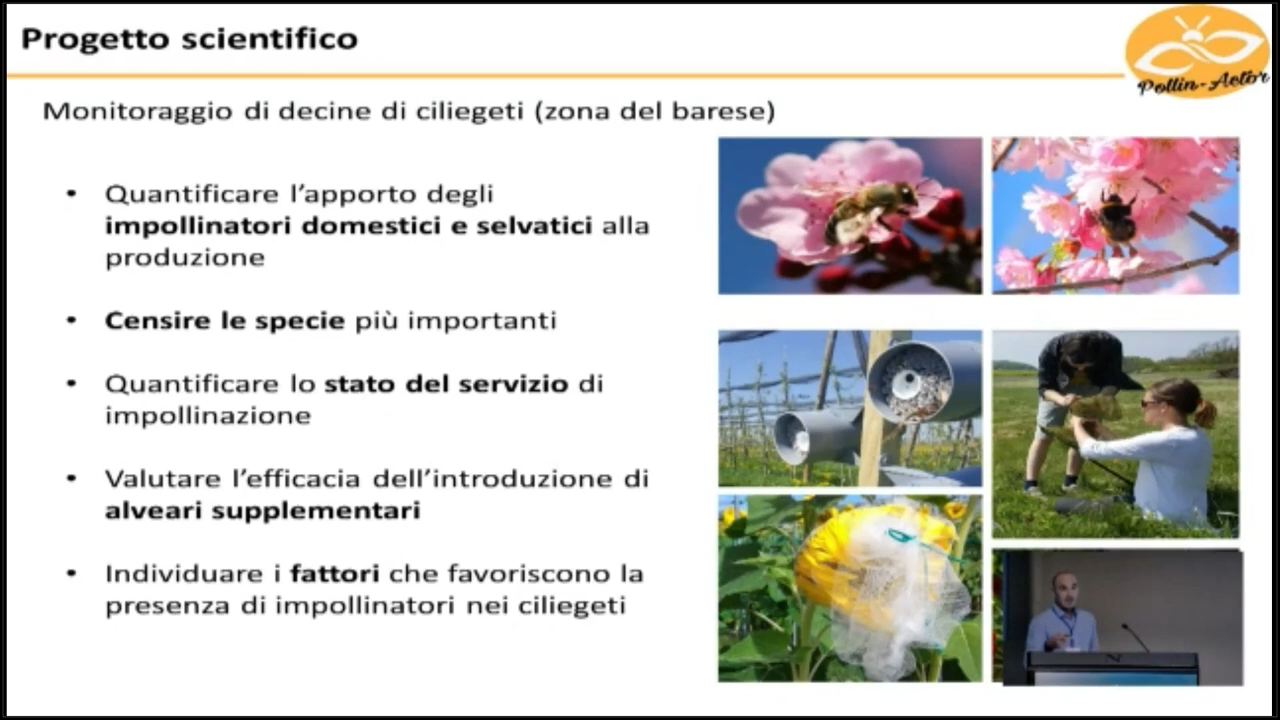 Progetto scientifico
Pollin-Actor
Monitoraggio di decine di ciliegeti (zona del barese)
• Quantificare l'apporto degli
impollinatori domestici e selvatici alla
produzione
• Censire le specie più importanti
• Quantificare lo stato del servizio di
impollinazione
• Valutare l'efficacia dell'introduzione di
alveari supplementari
• Individuare i fattori che favoriscono la
presenza di impollinatori nei ciliegeti